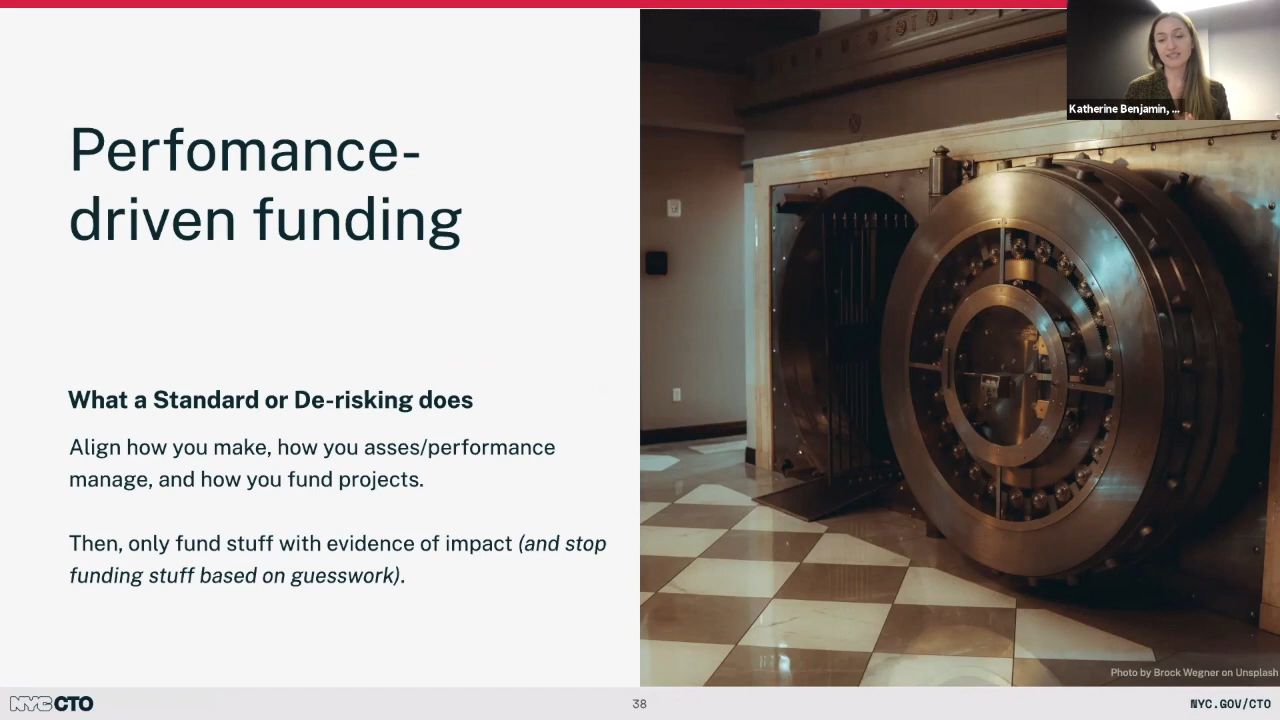 Perfomance-
driven funding
What a Standard or De-risking does
Align how you make, how you asses/performance
manage, and how you fund projects.
Then, only fund stuff with evidence of impact (and stop
funding stuff based on guesswork).
Katherine Benjamin, ...
Photo by Brock Wegner on Unsplash
NYC CTO
38
NYC.GOV/CTO